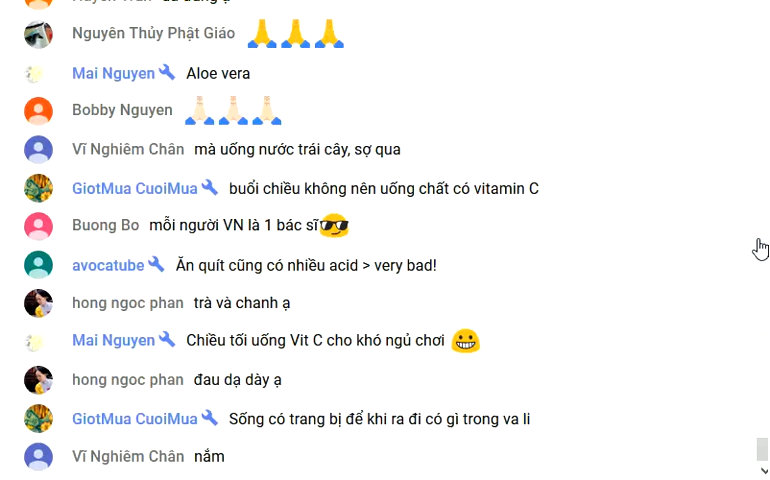 Nguyên Thủy Phật Giáo 🙏🙏🙏
Mai Nguyen Aloe vera
Bobby Nguyen 🙏🏻🙏🏻🙏🏻
Vĩ Nghiêm Chân mà uống nước trái cây, sợ qua
GiotMua CuoiMua buổi chiều không nên uống chất có vitamin C
Buong Bo mỗi người VN là 1 bác sĩ😎
avocatube Ăn quít cũng có nhiều acid > very bad!
hong ngoc phan trà và chanh ạ
Mai Nguyen Chiều tối uống Vit C cho khó ngủ chơi 😀
hong ngoc phan đau dạ dày ạ
GiotMua CuoiMua Sống có trang bị để khi ra đi có gì trong va li
Vĩ Nghiêm Chân nắm